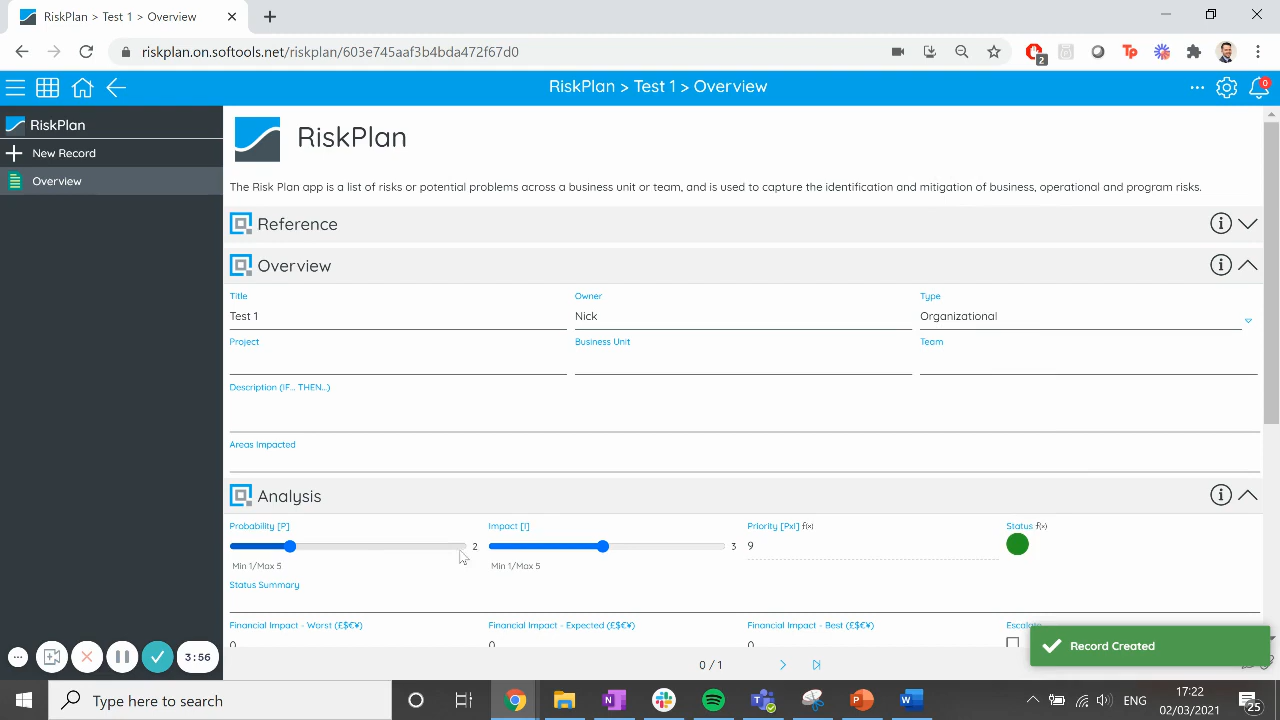 RiskPlan > Test 1 > Overview
riskplan.on.softools.net/riskplan/603e745aaf3b4bda472f67d0
2
Tp
RiskPlan > Test 1 > Overview
0
RiskPlan
New Record
Overview
RiskPlan
The Risk Plan app is a list of risks or potential problems across a business unit or team, and is used to capture the identification and mitigation of business, operational and program risks.
Reference
Overview
Title
Owner
Type
Test 1
Nick
Organizational
Project
Business Unit
Team
Description (IF... THEN...)
Areas Impacted
Analysis
Probability [P]
Impact [I]
Priority [PxI] f(x)
Status f(x)
2
3
9
Min 1/Max 5
Min 1/Max 5
Status Summary
Financial Impact - Worst (£$€¥)
Financial Impact - Expected (£$€¥)
Financial Impact - Best (£$€¥)
Escalate
0
0
0
Record Created
3:56
0 / 1
Type here to search
ENG
17:22
02/03/2021
25